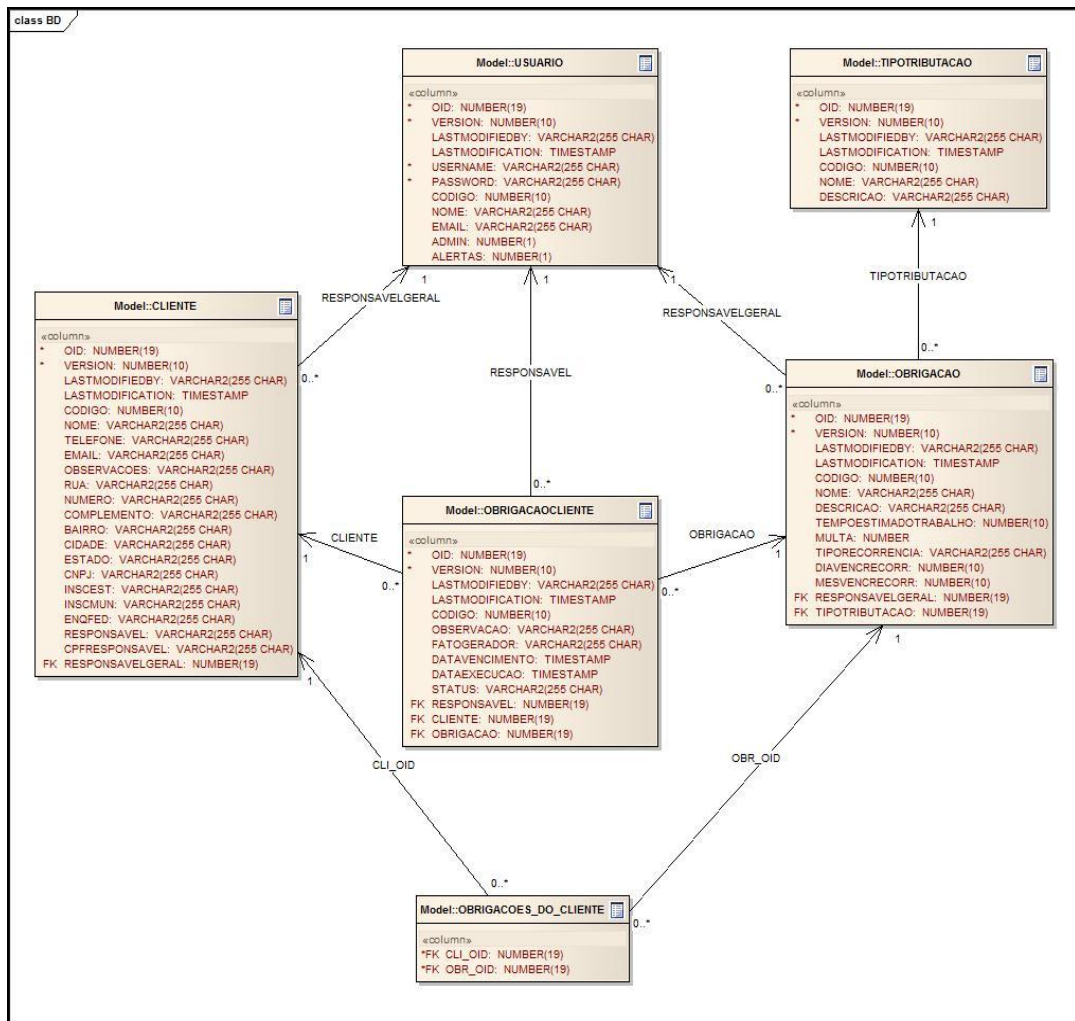 class BD
Model::USUARIO
«column»
* OID: NUMBER(19)
* VERSION: NUMBER(10)
LASTMODIFIEDBY: VARCHAR2(255 CHAR)
LASTMODIFICATION: TIMESTAMP
* USERNAME: VARCHAR2(255 CHAR)
* PASSWORD: VARCHAR2(255 CHAR)
CODIGO: NUMBER(10)
NOME: VARCHAR2(255 CHAR)
EMAIL: VARCHAR2(255 CHAR)
ADMIN: NUMBER(1)
ALERTAS: NUMBER(1)
Model::TIPOTRIBUTACAO
«column»
* OID: NUMBER(19)
* VERSION: NUMBER(10)
LASTMODIFIEDBY: VARCHAR2(255 CHAR)
LASTMODIFICATION: TIMESTAMP
CODIGO: NUMBER(10)
NOME: VARCHAR2(255 CHAR)
DESCRICAO: VARCHAR2(255 CHAR)
1
1
1
1
RESPONSAVELGERAL
RESPONSAVEL
RESPONSAVELGERAL
TIPOTRIBUTACAO
0..*
0..*
0..*
0..*
Model::CLIENTE
«column»
* OID: NUMBER(19)
* VERSION: NUMBER(10)
LASTMODIFIEDBY: VARCHAR2(255 CHAR)
LASTMODIFICATION: TIMESTAMP
CODIGO: NUMBER(10)
NOME: VARCHAR2(255 CHAR)
TELEFONE: VARCHAR2(255 CHAR)
EMAIL: VARCHAR2(255 CHAR)
OBSERVACOES: VARCHAR2(255 CHAR)
RUA: VARCHAR2(255 CHAR)
NUMERO: VARCHAR2(255 CHAR)
COMPLEMENTO: VARCHAR2(255 CHAR)
BAIRRO: VARCHAR2(255 CHAR)
CIDADE: VARCHAR2(255 CHAR)
ESTADO: VARCHAR2(255 CHAR)
CNPJ: VARCHAR2(255 CHAR)
INSCEST: VARCHAR2(255 CHAR)
INSCMUN: VARCHAR2(255 CHAR)
ENQFED: VARCHAR2(255 CHAR)
RESPONSAVEL: VARCHAR2(255 CHAR)
CPFRESPONSAVEL: VARCHAR2(255 CHAR)
FK RESPONSAVELGERAL: NUMBER(19)
Model::OBRIGACAO
«column»
* OID: NUMBER(19)
* VERSION: NUMBER(10)
LASTMODIFIEDBY: VARCHAR2(255 CHAR)
LASTMODIFICATION: TIMESTAMP
CODIGO: NUMBER(10)
NOME: VARCHAR2(255 CHAR)
DESCRICAO: VARCHAR2(255 CHAR)
TEMPOESTIMADOTRABALHO: NUMBER(10)
MULTA: NUMBER
TIPORECORRENCIA: VARCHAR2(255 CHAR)
DIAVENCRECORR: NUMBER(10)
MESVENCRECORR: NUMBER(10)
FK RESPONSAVELGERAL: NUMBER(19)
FK TIPOTRIBUTACAO: NUMBER(19)
Model::OBRIGACAOCLIENTE
«column»
* OID: NUMBER(19)
* VERSION: NUMBER(10)
LASTMODIFIEDBY: VARCHAR2(255 CHAR)
LASTMODIFICATION: TIMESTAMP
CODIGO: NUMBER(10)
OBSERVACAO: VARCHAR2(255 CHAR)
FATOGERADOR: VARCHAR2(255 CHAR)
DATAVENCIMENTO: TIMESTAMP
DATAEXECUCAO: TIMESTAMP
STATUS: VARCHAR2(255 CHAR)
FK RESPONSAVEL: NUMBER(19)
FK CLIENTE: NUMBER(19)
FK OBRIGACAO: NUMBER(19)
CLIENTE
1
0..*
OBRIGACAO
1
0..*
1
1
CLI_OID
OBR_OID
0..*
0..*
Model::OBRIGACOES_DO_CLIENTE
«column»
*FK CLI_OID: NUMBER(19)
*FK OBR_OID: NUMBER(19)